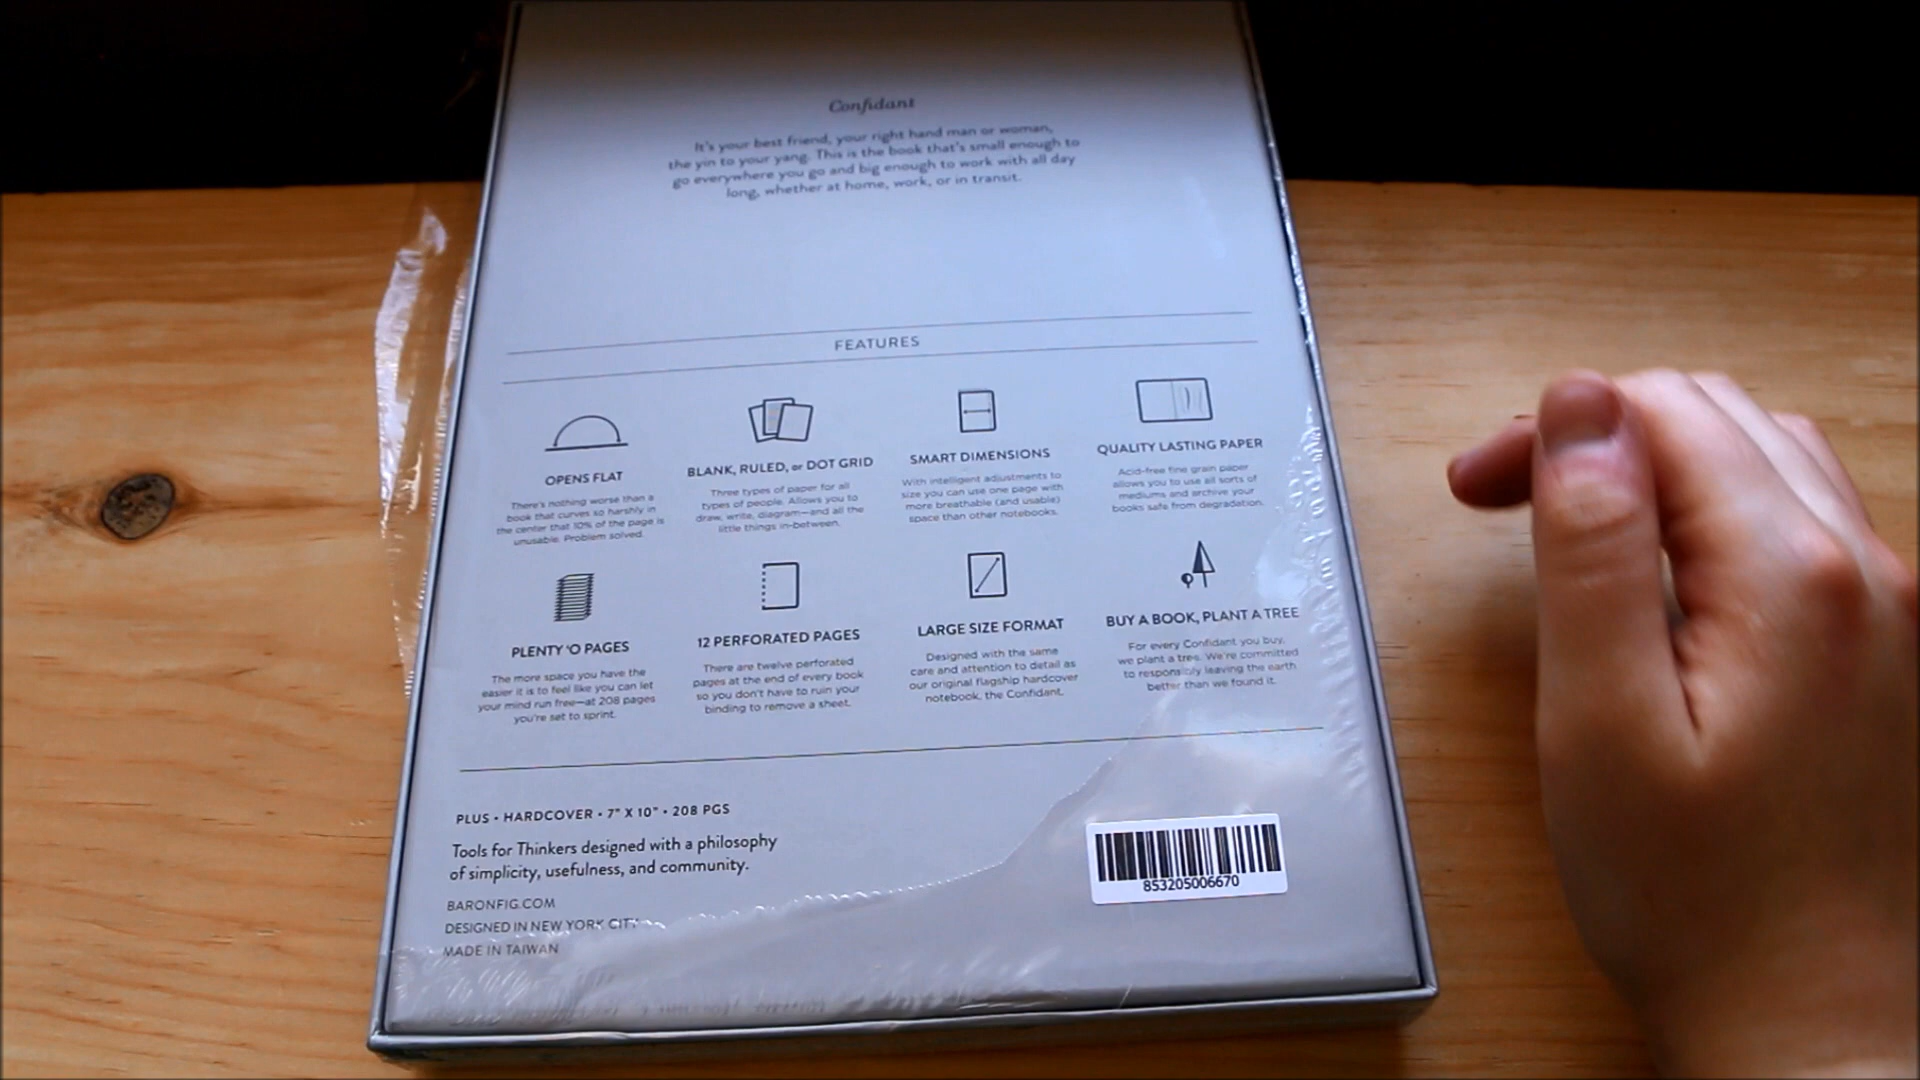 Confidant
It's your best friend, your right hand man or woman,
the yin to your yang. This is the book that's small enough to
go everywhere you go and big enough to work with all day
long, whether at home, work, or in transit.
FEATURES
OPENS FLAT
There's nothing worse than a
book that curves so harshly in
the center that 10% of the page is
unusable. Problem solved.
BLANK, RULED, or DOT GRID
Three types of paper for all
types of people. Allows you to
draw, write, diagram—and all the
little things in-between.
SMART DIMENSIONS
With intelligent adjustments to
size you can use one page with
more breathable (and usable)
space than other notebooks.
QUALITY LASTING PAPER
Acid-free fine grain paper
allows you to use all sorts of
mediums and archive your
books safe from degradation.
PLENTY 'O PAGES
The more space you have the
easier it is to feel like you can let
your mind run free—at 208 pages
you're set to sprint.
12 PERFORATED PAGES
There are twelve perforated
pages at the end of every book
so you don't have to ruin your
binding to remove a sheet.
LARGE SIZE FORMAT
Designed with the same
care and attention to detail as
our original flagship hardcover
notebook, the Confidant.
BUY A BOOK, PLANT A TREE
For every Confidant you buy,
we plant a tree. We're committed
to responsibly leaving the earth
better than we found it.
PLUS • HARDCOVER • 7" X 10" • 208 PGS
Tools for Thinkers designed with a philosophy
of simplicity, usefulness, and community.
BARONFIG.COM
DESIGNED IN NEW YORK CITY
MADE IN TAIWAN
853205006670